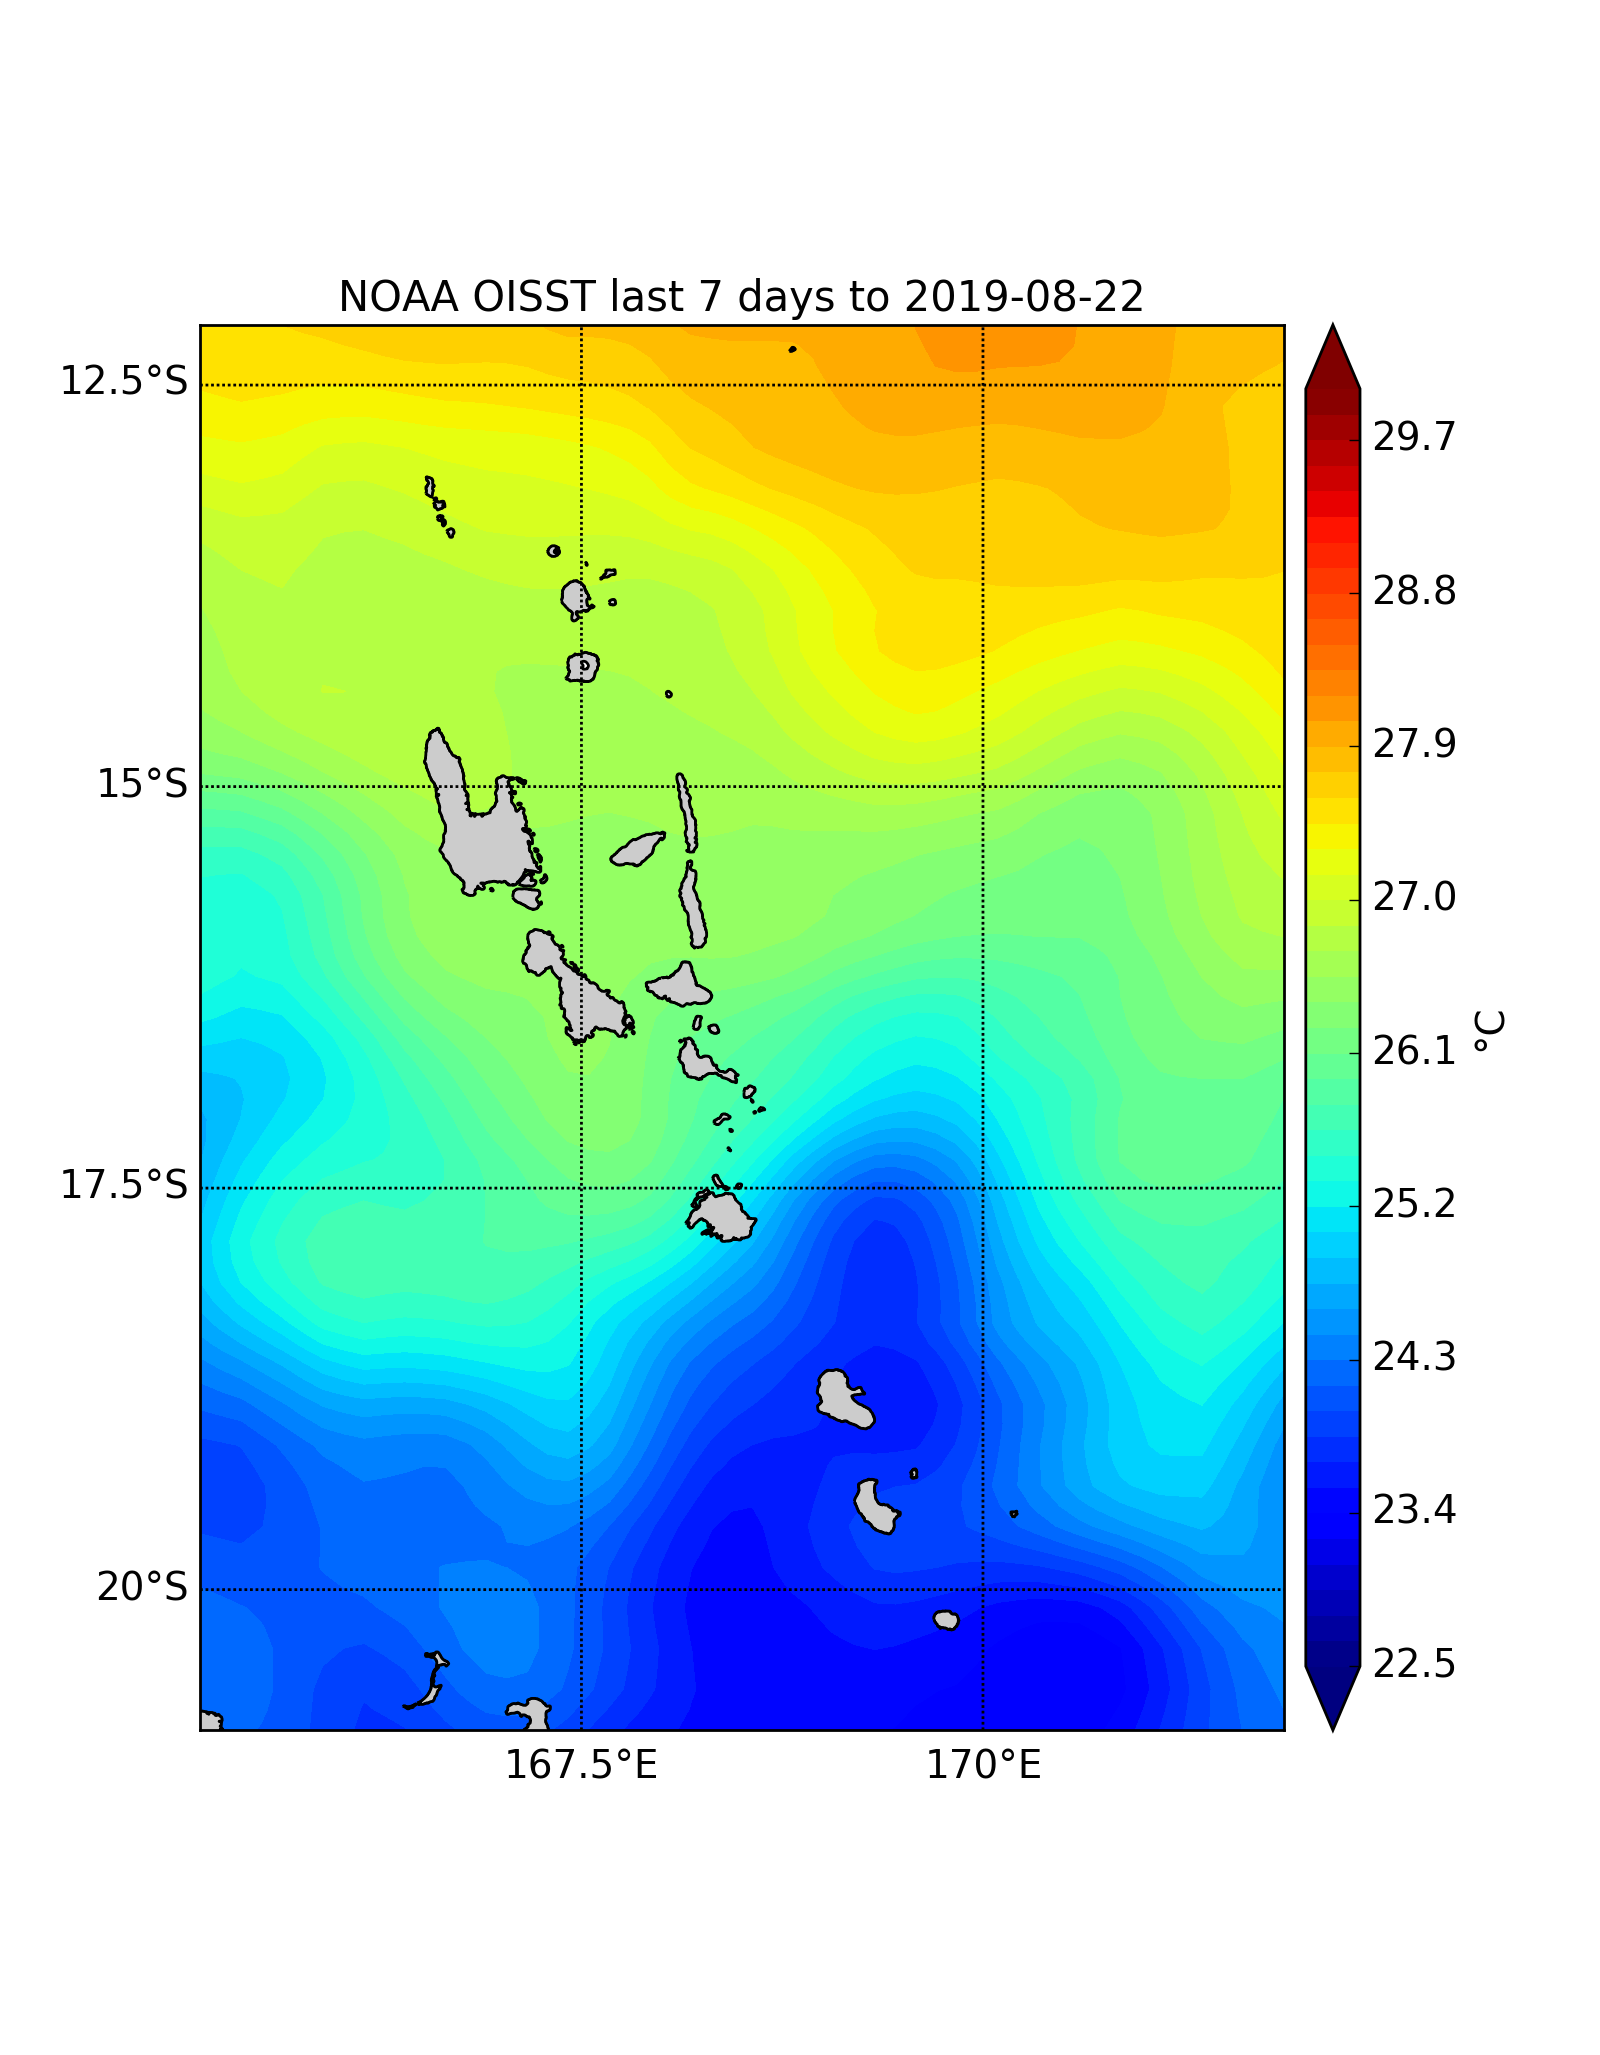 NOAA OISST last 7 days to 2019-08-22
12.5°S
15°S
17.5°S
20°S
167.5°E
170°E
29.7
28.8
27.9
27.0
26.1
25.2
24.3
23.4
22.5
°C